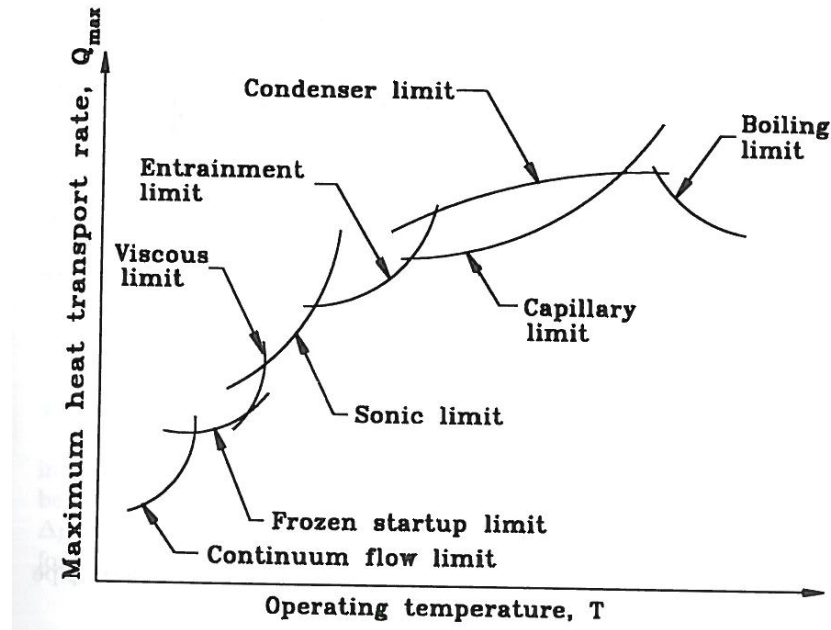 Maximum heat transport rate, Qmax
Condenser limit
Boiling
limit
Entrainment
limit
Viscous
limit
Capillary
limit
Sonic limit
Frozen startup limit
Continuum flow limit
Operating temperature, T